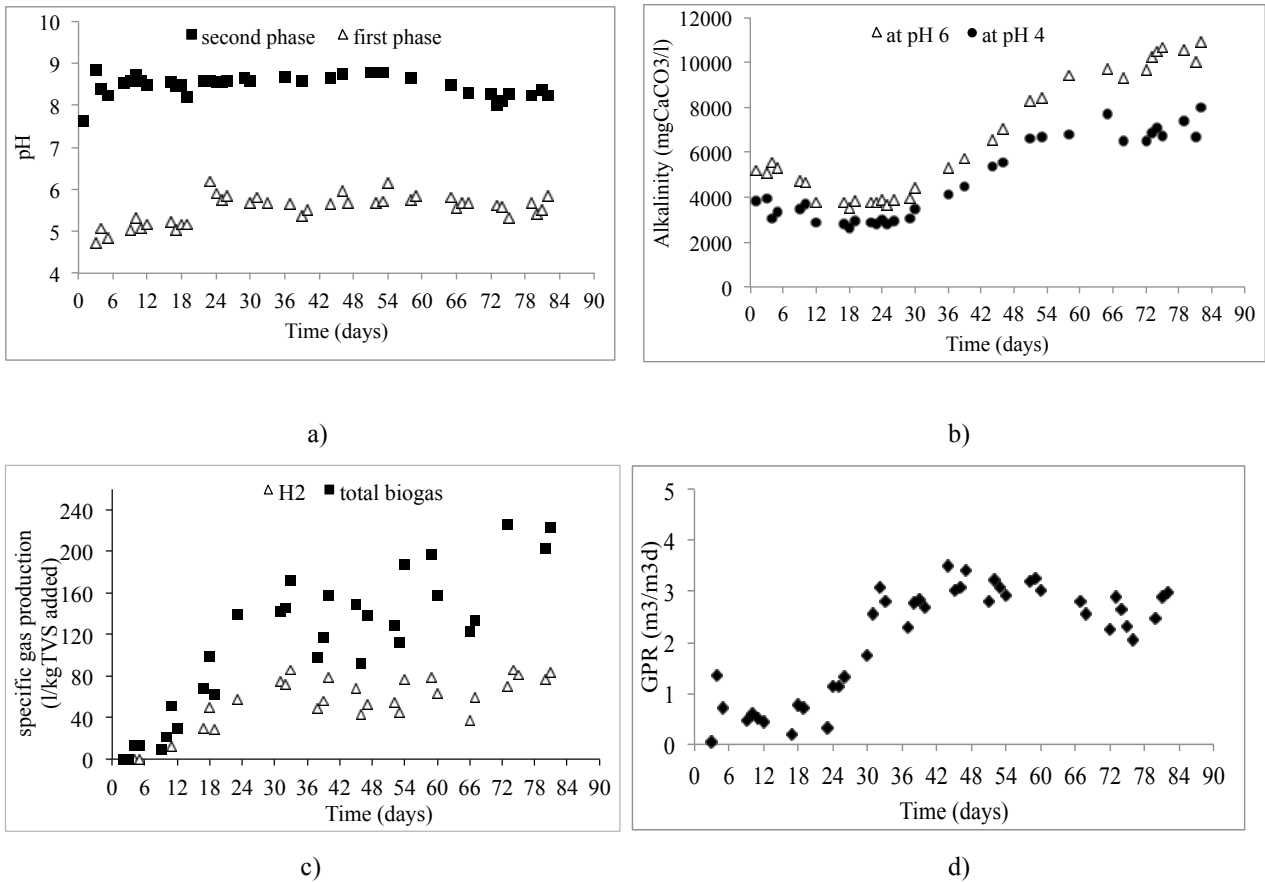 ■ second phase △ first phase
10
9
8
7
6
5
4
pH
0 6 12 18 24 30 36 42 48 54 60 66 72 78 84 90
Time (days)
a)
△ at pH 6 ● at pH 4
12000
10000
8000
6000
4000
2000
0
Alkalinity (mgCaCO3/l)
0 6 12 18 24 30 36 42 48 54 60 66 72 78 84 90
Time (days)
b)
△ H2 ■ total biogas
240
200
160
120
80
40
0
specific gas production
(l/kgTVS added)
0 6 12 18 24 30 36 42 48 54 60 66 72 78 84 90
Time (days)
c)
5
4
3
2
1
0
GPR (m3/m3d)
0 6 12 18 24 30 36 42 48 54 60 66 72 78 84 90
Time (days)
d)